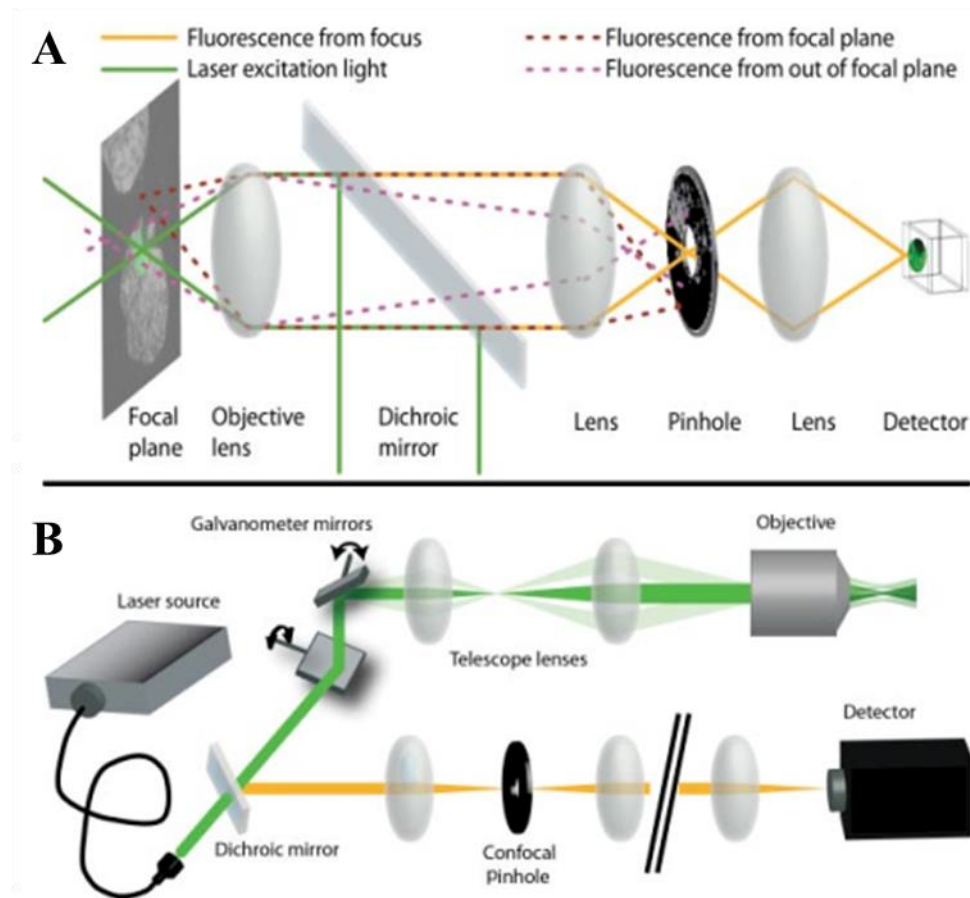 A
Fluorescence from focus
Laser excitation light
Fluorescence from focal plane
Fluorescence from out of focal plane
Focal
plane
Objective
lens
Dichroic
mirror
Lens
Pinhole
Lens
Detector
B
Galvanometer mirrors
Objective
Laser source
Telescope lenses
Detector
Dichroic mirror
Confocal
Pinhole